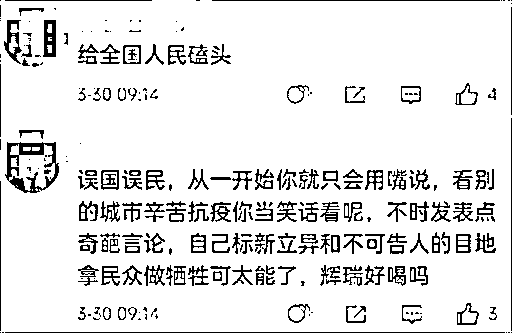 给全国人民磕头
3-30 09:14
4
误国误民，从一开始你就只会用嘴说，看别
的城市辛苦抗疫你当笑话看呢，不时发表点
奇葩言论，自己标新立异和不可告人的目地
拿民众做牺牲可太能了，辉瑞好喝吗
3-30 09:14
3